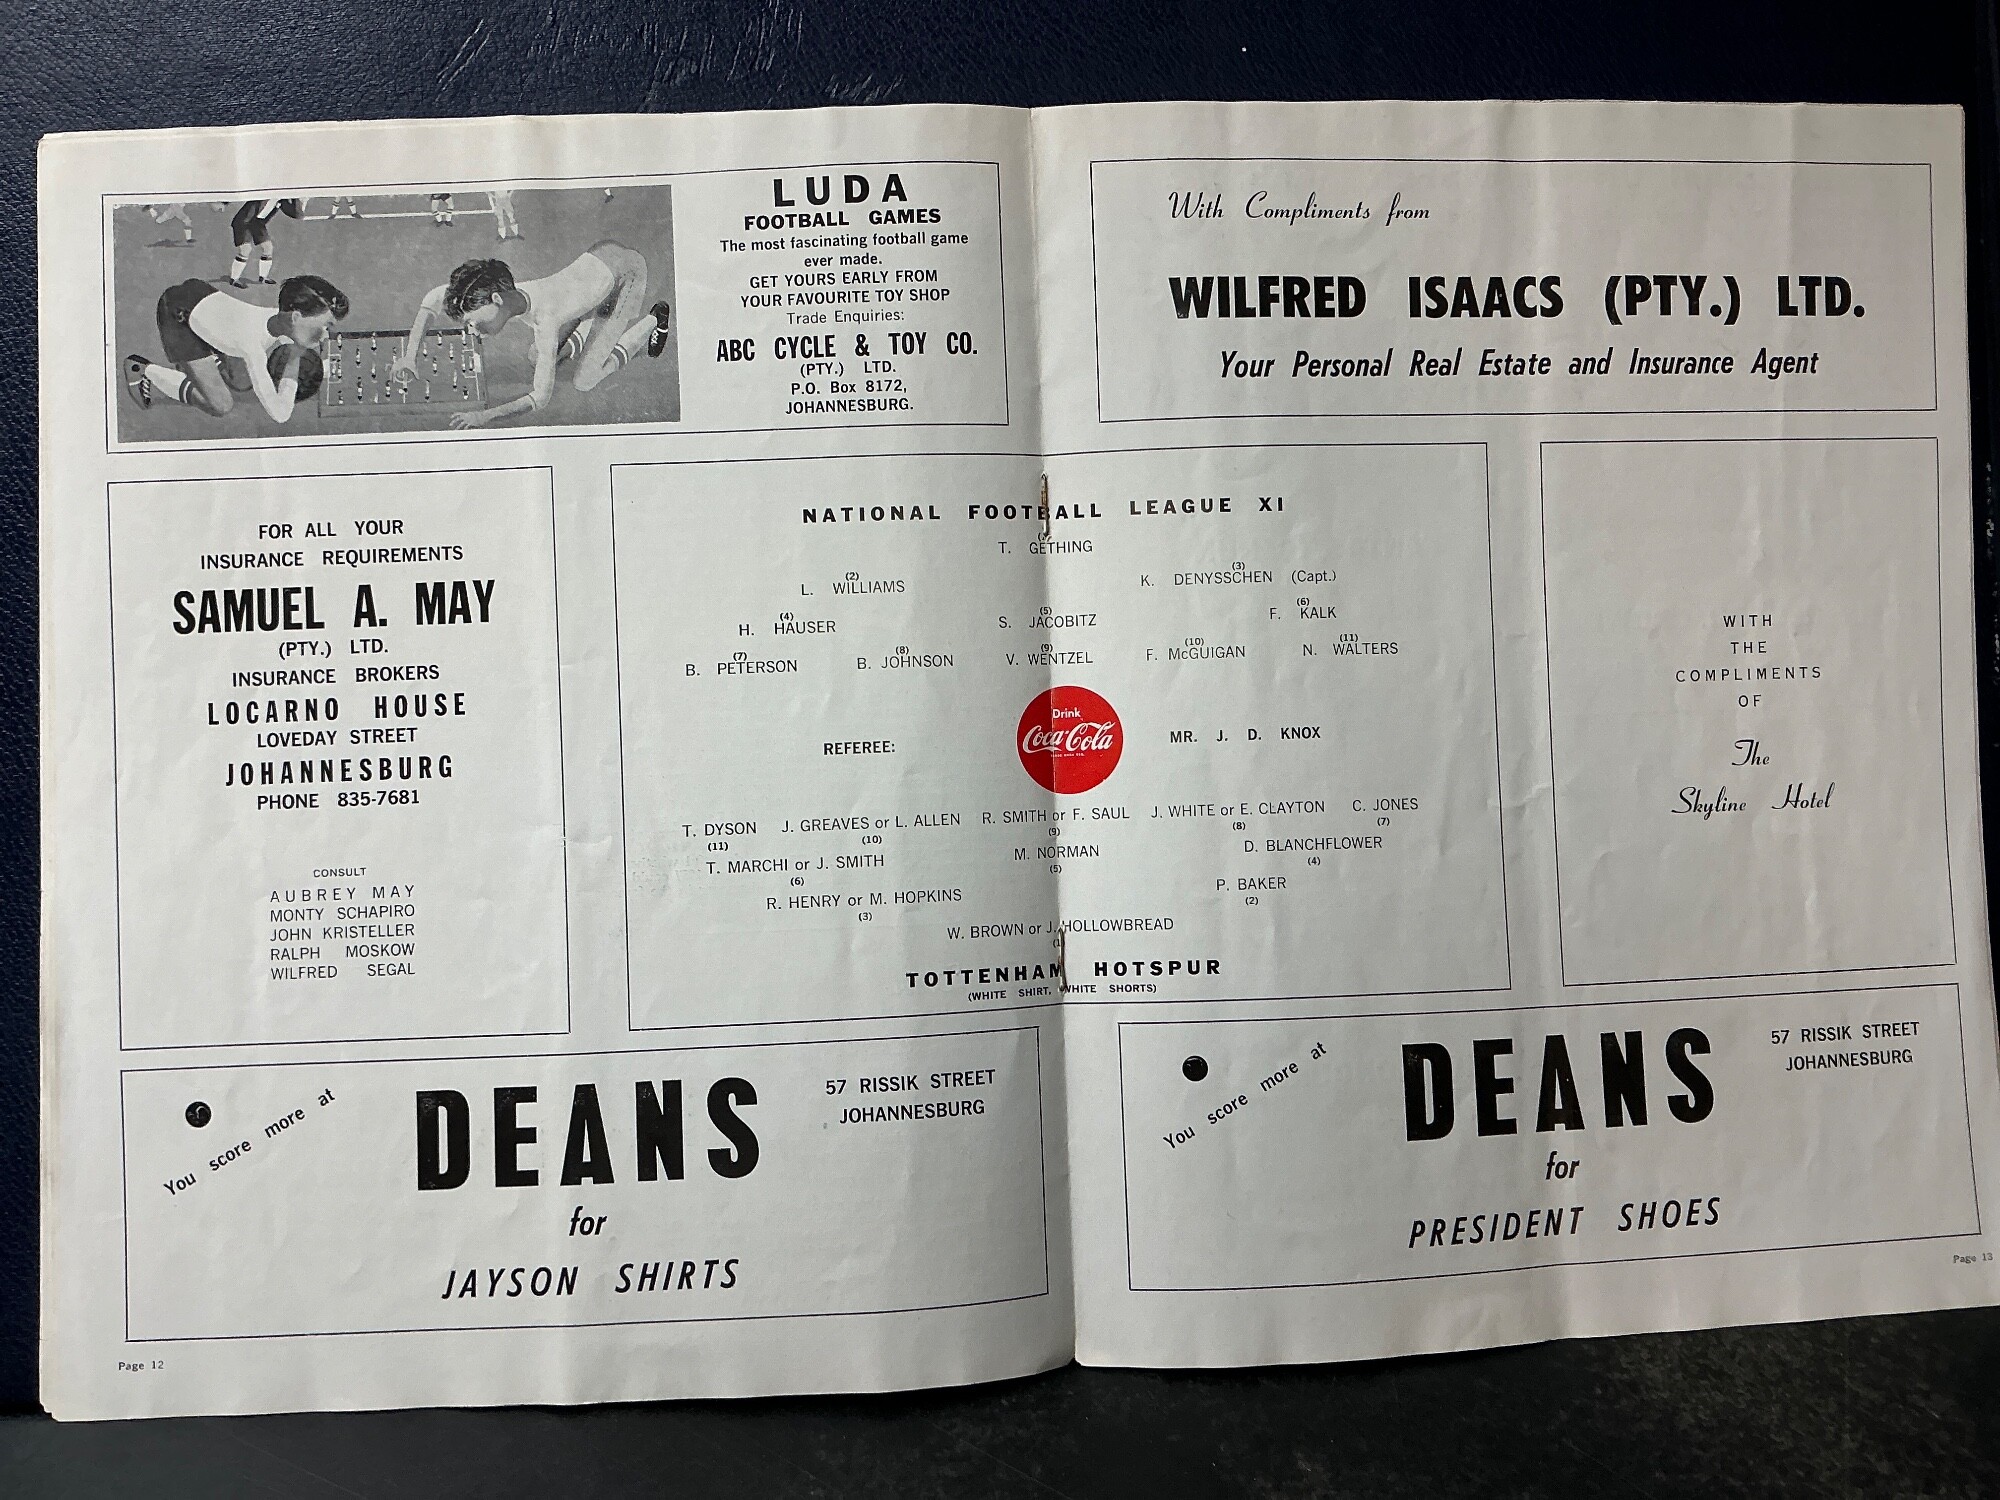 LUDA
FOOTBALL GAMES
The most fascinating football game
ever made.
GET YOURS EARLY FROM
YOUR FAVOURITE TOY SHOP
Trade Enquiries:
ABC CYCLE & TOY CO.
(PTY.) LTD.
P.O. Box 8172,
JOHANNESBURG.
With Compliments from
WILFRED ISAACS (PTY.) LTD.
Your Personal Real Estate and Insurance Agent
FOR ALL YOUR
INSURANCE REQUIREMENTS
SAMUEL A. MAY
(PTY.) LTD.
INSURANCE BROKERS
LOCARNO HOUSE
LOVEDAY STREET
JOHANNESBURG
PHONE 835-7681
CONSULT
AUBREY MAY
MONTY SCHAPIRO
JOHN KRISTELLER
RALPH MOSKOW
WILFRED SEGAL
NATIONAL FOOTBALL LEAGUE XI
T. GETHING
(2) (3)
L. WILLIAMS K. DENYSSCHEN (Capt.)
(4) (5) (6)
H. HAUSER S. JACOBITZ F. KALK
(7) (8) (9) (10) (11)
B. PETERSON B. JOHNSON V. WENTZEL F. McGUIGAN N. WALTERS
Drink
Coca-Cola
REFEREE: MR. J. D. KNOX
T. DYSON J. GREAVES or L. ALLEN R. SMITH or F. SAUL J. WHITE or E. CLAYTON C. JONES
(11) (10) (9) (8) (7)
T. MARCHI or J. SMITH M. NORMAN D. BLANCHFLOWER
(6) (5) (4)
R. HENRY or M. HOPKINS P. BAKER
(3) (2)
W. BROWN or J. HOLLOWBREAD
TOTTENHAM HOTSPUR
(WHITE SHIRT, WHITE SHORTS)
WITH
THE
COMPLIMENTS
OF
The
Skyline Hotel
You score more at
DEANS
57 RISSIK STREET
JOHANNESBURG
for
JAYSON SHIRTS
Page 12
You score more at
DEANS
57 RISSIK STREET
JOHANNESBURG
for
PRESIDENT SHOES
Page 13